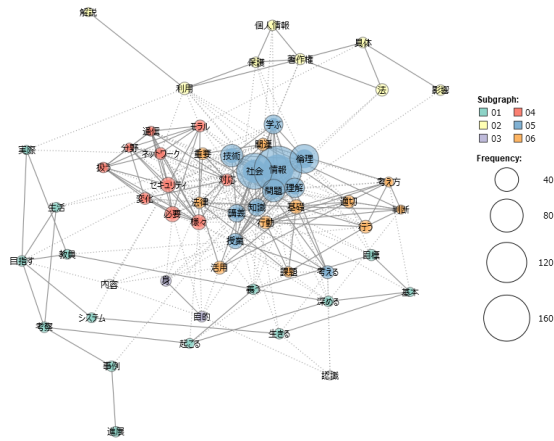 解説
個人情報
具体
保護
著作権
利用
法
影響
学ぶ
通信
モラル
関連
分野
ネットワーク
重要
技術
倫理
実際
扱う
社会
情報
対応
セキュリティ
問題
理解
考え方
変化
法律
知識
基礎
適切
判断
生活
必要
様々
講義
行動
行う
授業
目指す
教員
目標
活用
課題
考える
内容
身
養う
深める
基本
システム
目的
考察
起こる
生きる
事例
認識
進展
Subgraph:
01 04
02 05
03 06
Frequency:
40
80
120
160